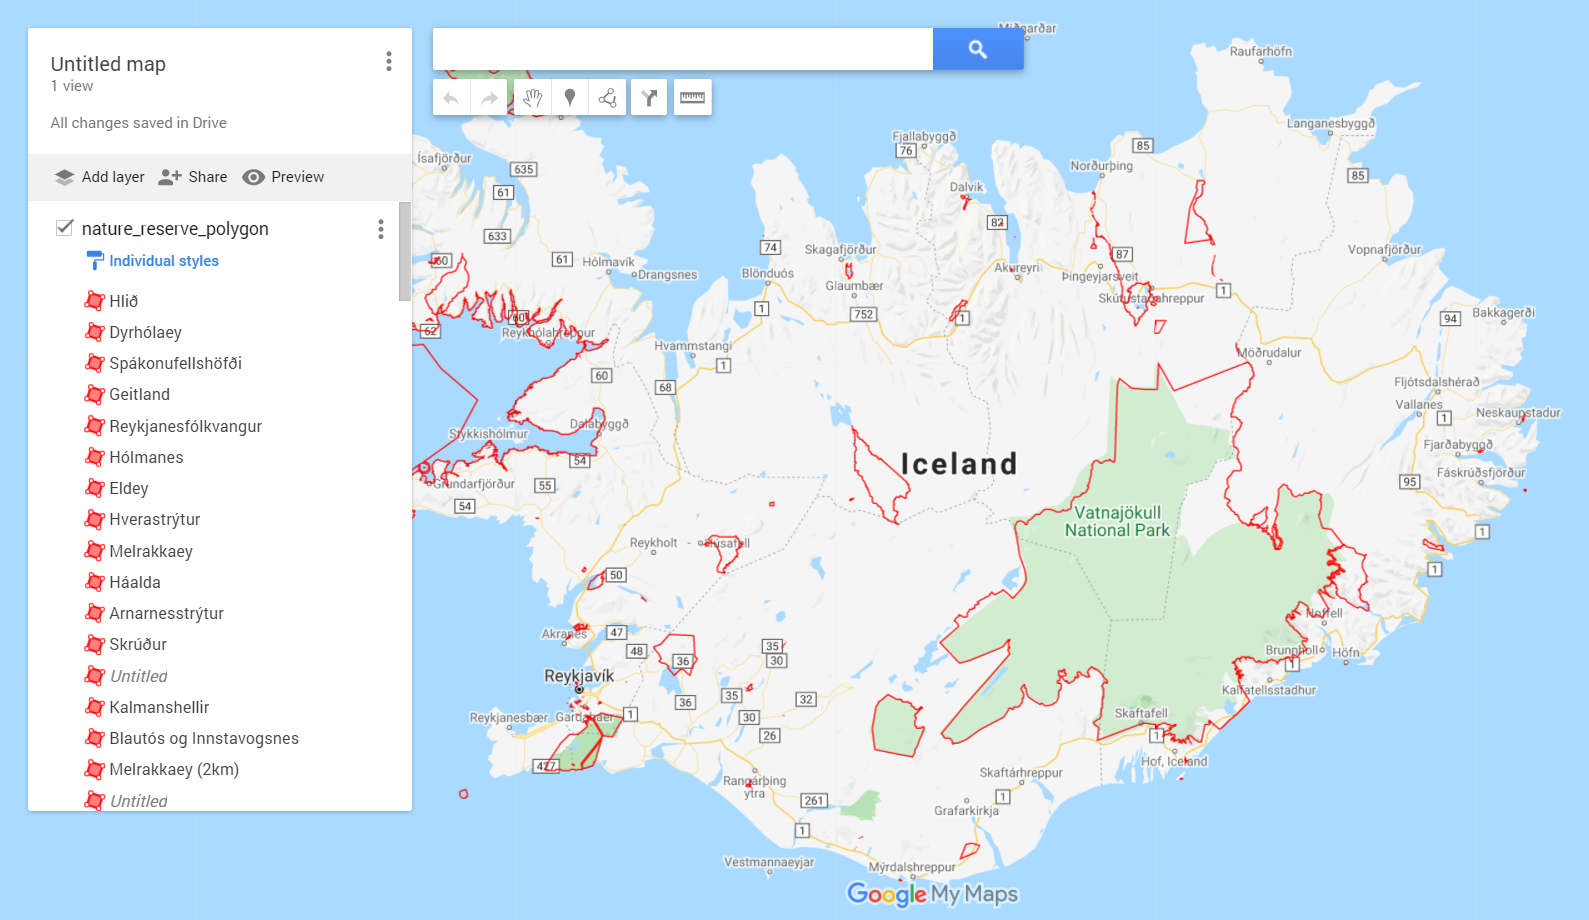 Untitled map
1 view
All changes saved in Drive
Add layer
Share
Preview
nature_reserve_polygon
Individual styles
Hlið
Dyrhólaey
Spákonufellshöfði
Geitland
Reykjanesfólkvangur
Hólmanes
Eldey
Hverastrýtur
Melrakkaey
Háalda
Arnarnesstrýtur
Skrúður
Untitled
Kalmanshellir
Blautós og Innstavogsnes
Melrakkaey (2km)
Untitled
Miðgarðar
Raufarhöfn
Langanesbyggð
Fjallabyggð
76
85
Norðurþing
85
Ísafjörður
635
61
Dalvík
82
633
74
Skagafjörður
87
Vopnafjörður
60
61
Hólmavík
Drangsnes
Blönduós
Akureyri
Þingeyjarsveit
Glaumbær
Skútustaðahreppur
1
1
752
1
94
Bakkagerði
62
60
Reykhólahreppur
Hvammstangi
1
Möðrudalur
60
68
Fljótsdalshérað
Vallanes
1
Neskaupstadur
Dalabyggð
Stykkishólmur
Fjarðabyggð
Iceland
54
Fáskrúðsfjörður
Grundarfjörður
55
95
54
Vatnajökull
National Park
1
Reykholt
Húsafell
1
50
Hoffell
Akranes
47
48
36
35
30
Brunnhóll
Höfn
1
Reykjavík
Kálfatellsstadhur
36
35
32
Reykjanesbær
Garðabær
1
30
Skaftafell
26
1
Hof, Iceland
427
Rangárþing
ytra
Skaftárhreppur
261
1
Grafarkirkja
1
Vestmannaeyjar
Mýrdalshreppur
Google My Maps